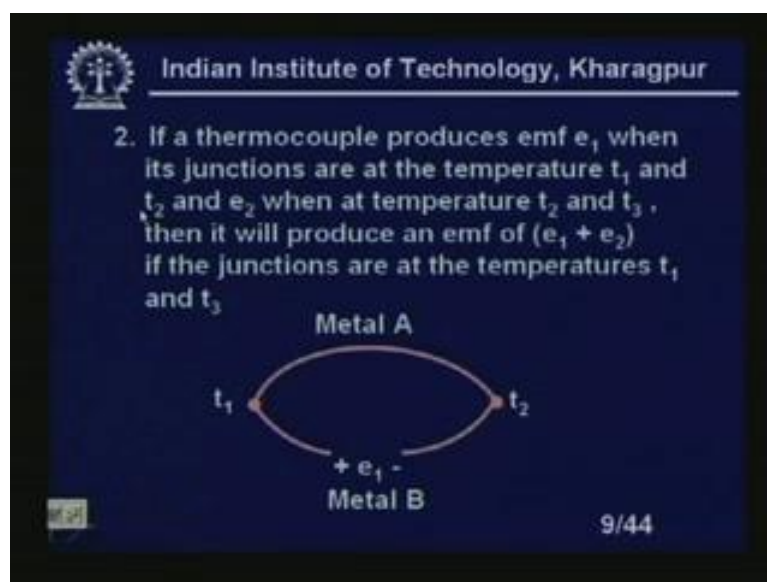 Indian Institute of Technology, Kharagpur
2. If a thermocouple produces emf e₁ when
its junctions are at the temperature t₁ and
t₂ and e₂ when at temperature t₂ and t₃ ,
then it will produce an emf of (e₁ + e₂)
if the junctions are at the temperatures t₁
and t₃
Metal A
t₁ t₂
+ e₁ -
Metal B
9/44